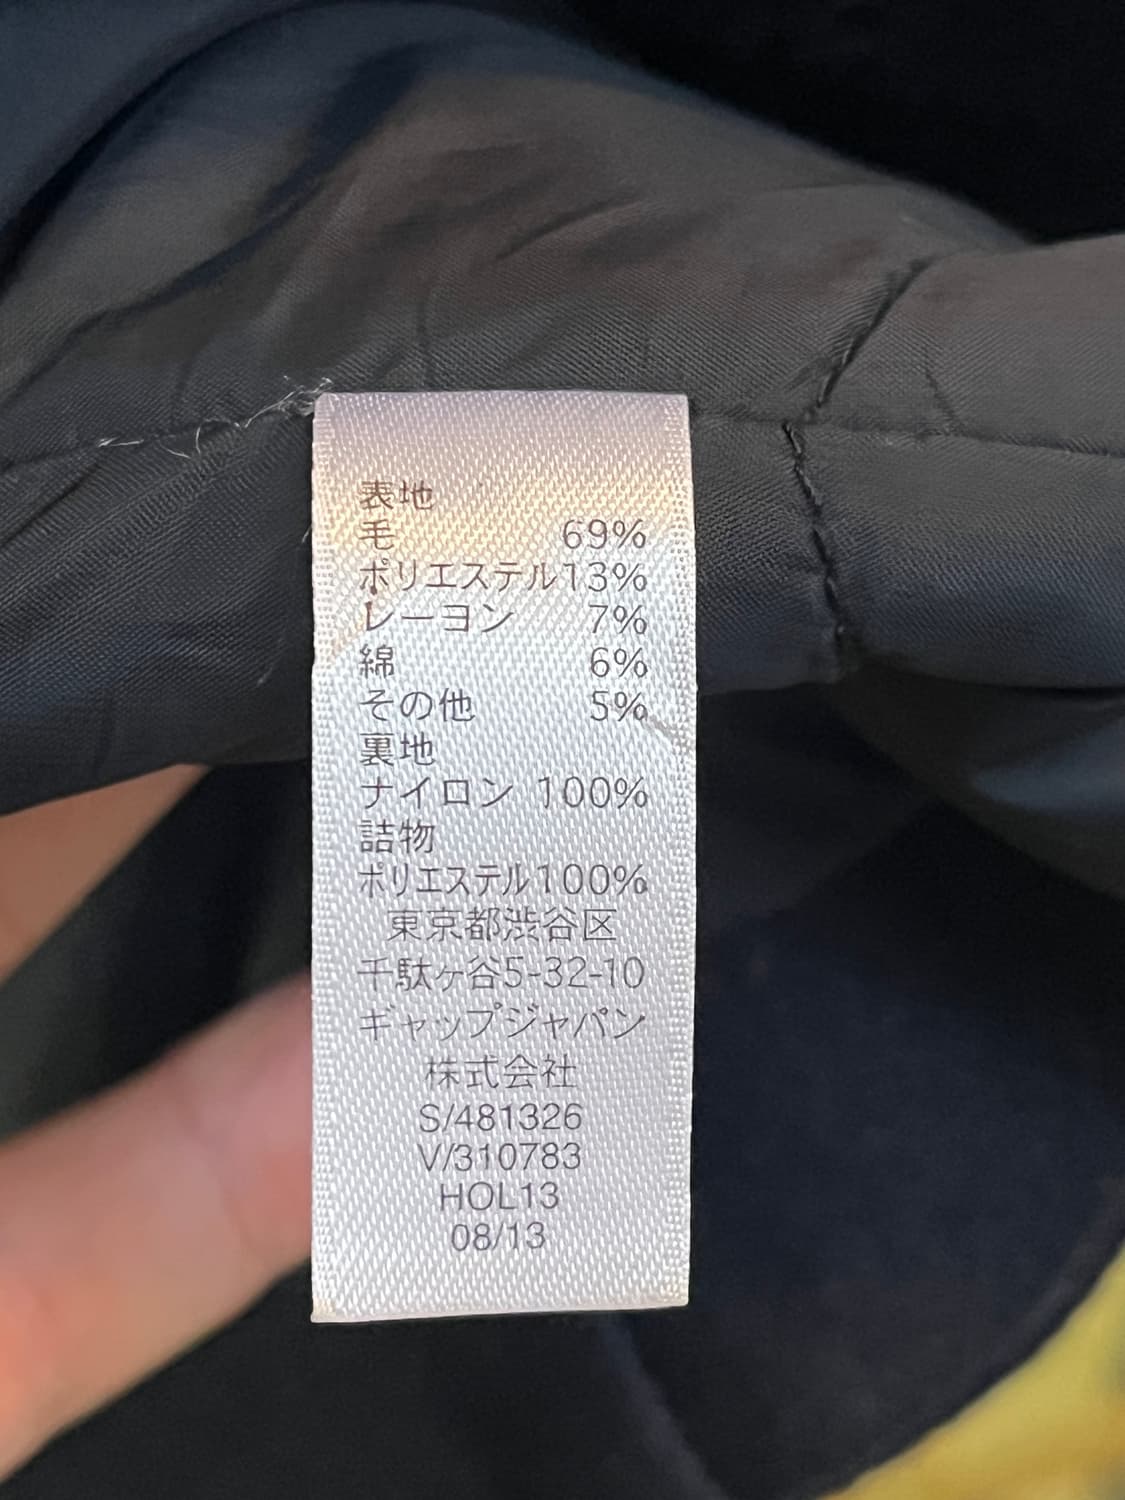 表地
毛 69%
ポリエステル13%
レーヨン 7%
綿 6%
その他 5%
裏地
ナイロン 100%
詰物
ポリエステル100%
東京都渋谷区
千駄ヶ谷5-32-10
ギャップジャパン
株式会社
S/481326
V/310783
HOL13
08/13